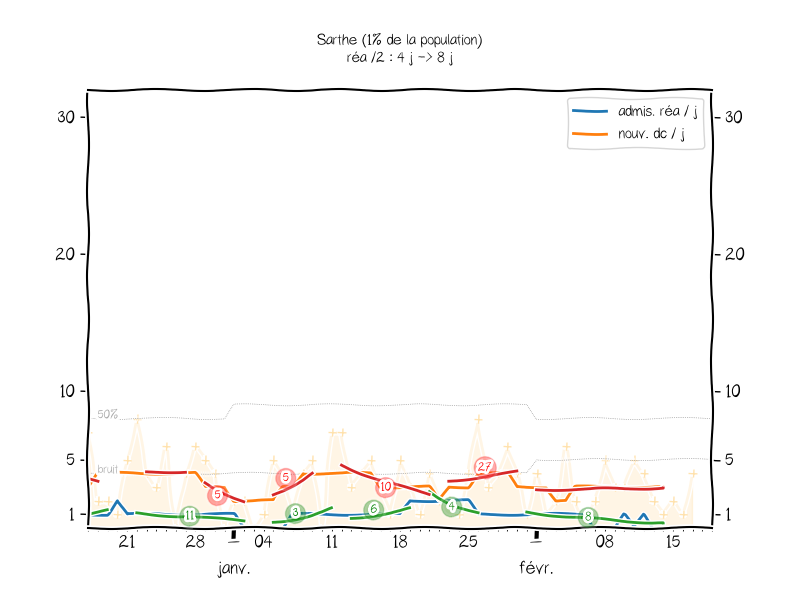 Sarthe (1% de la population)
réa /2 : 4 j -> 8 j
admis. réa / j
nouv. dc / j
30 30
20 20
10 10
50%
5 5
bruit
27
5 10
5
11 3 6 4 8
1 1
21 28 04 11 18 25 08 15
janv. févr.